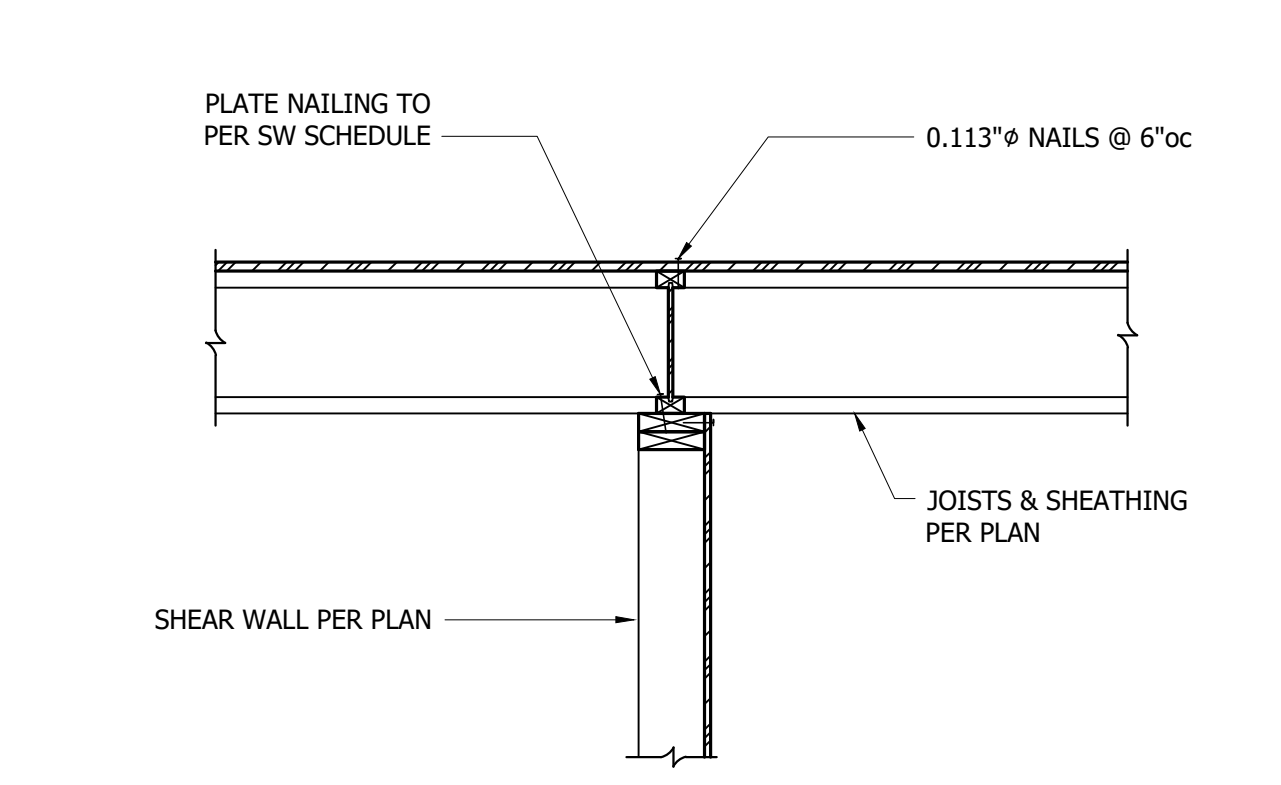 PLATE NAILING TO
PER SW SCHEDULE
0.113"⌀ NAILS @ 6"oc
JOISTS & SHEATHING
PER PLAN
SHEAR WALL PER PLAN